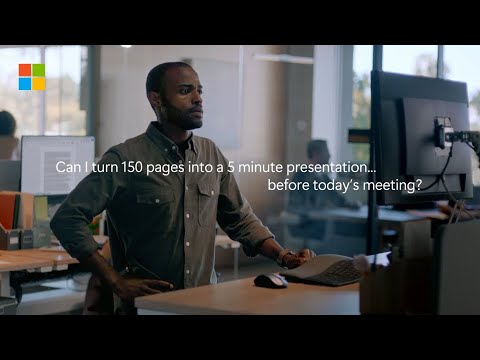 Can I turn 150 pages into a 5 minute presentation...
before today's meeting?